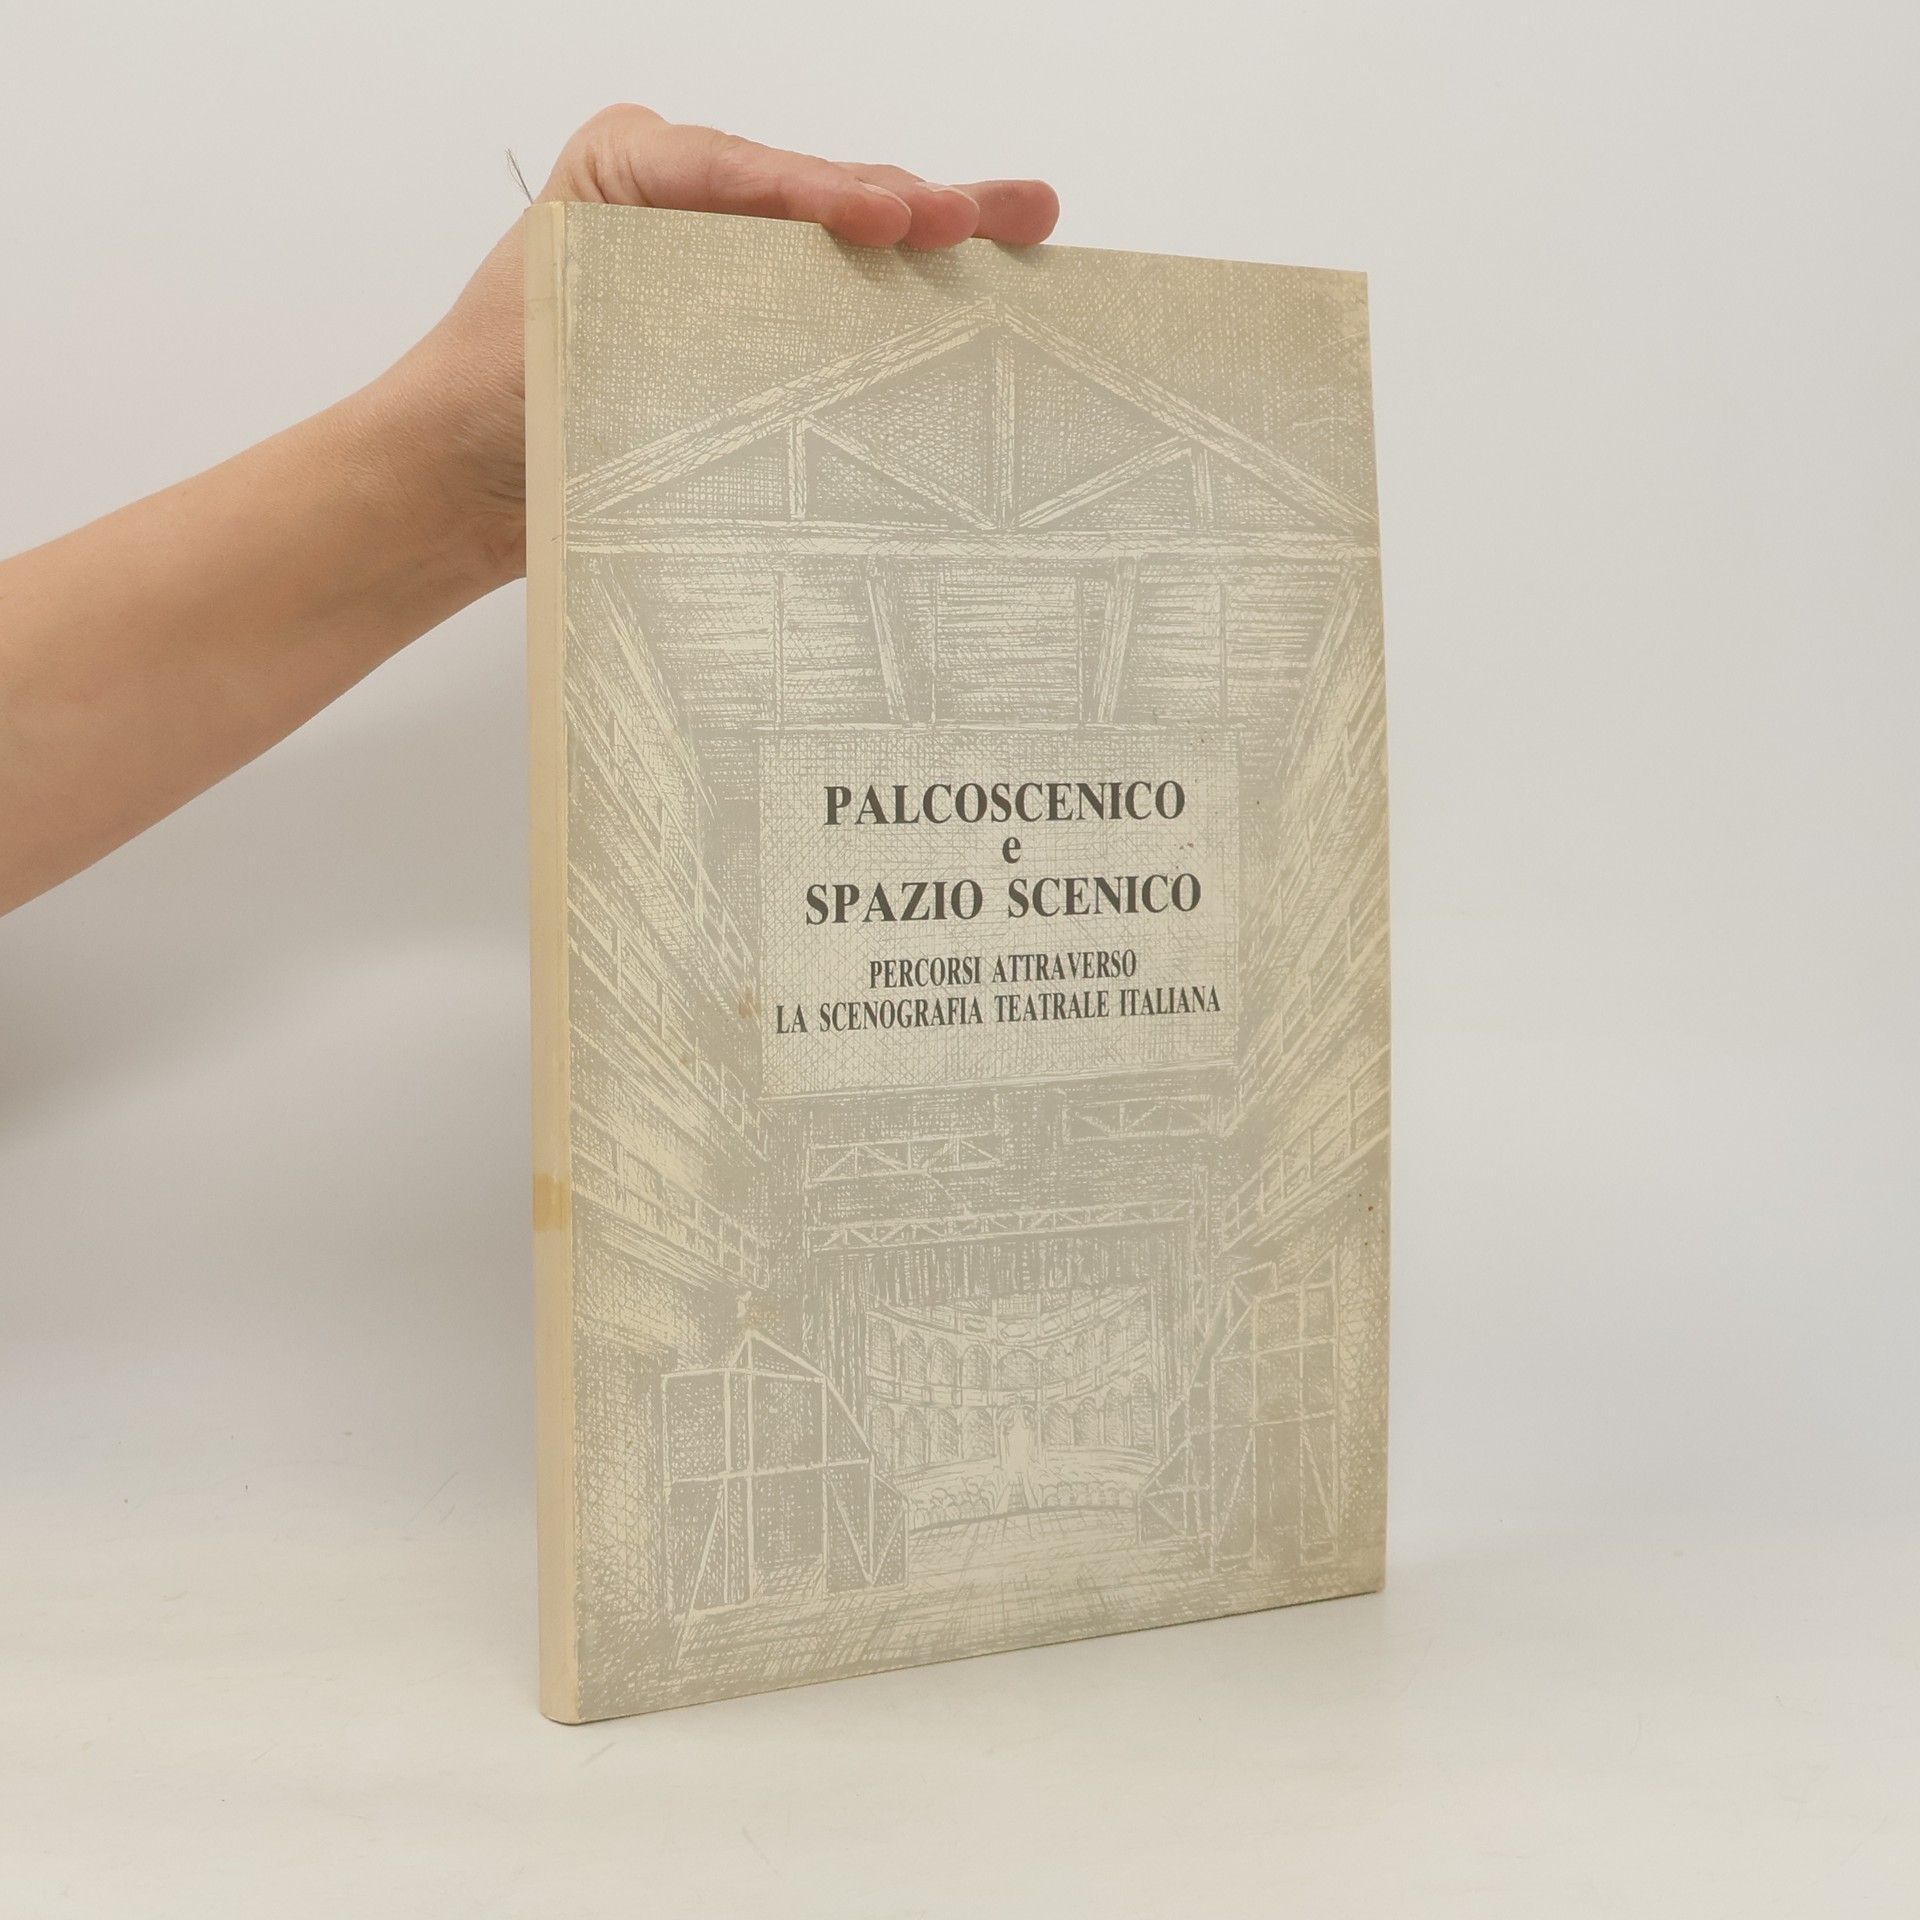 PALCOSCENICO
e
SPAZIO SCENICO
PERCORSI ATTRAVERSO
LA SCENOGRAFIA TEATRALE ITALIANA